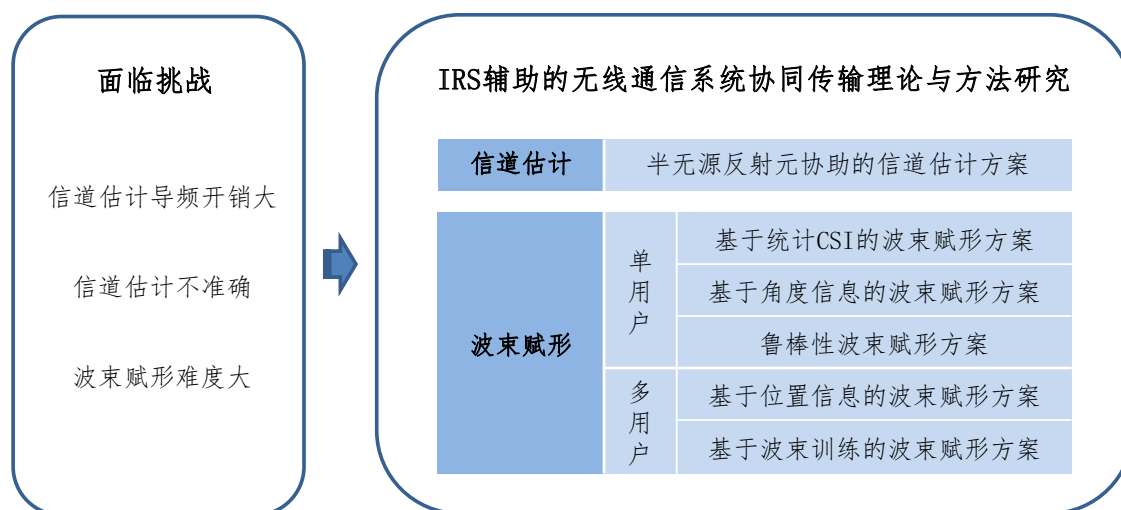 面临挑战
信道估计导频开销大
信道估计不准确
波束赋形难度大
IRS辅助的无线通信系统协同传输理论与方法研究
信道估计
半无源反射元协助的信道估计方案
波束赋形
单用户
基于统计CSI的波束赋形方案
基于角度信息的波束赋形方案
鲁棒性波束赋形方案
多用户
基于位置信息的波束赋形方案
基于波束训练的波束赋形方案